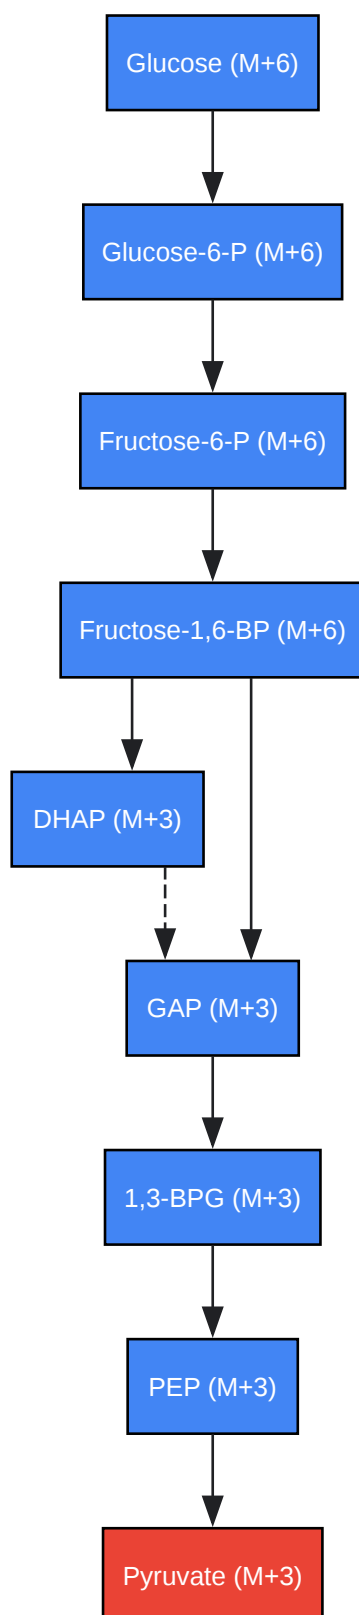 Glucose (M+6)
Glucose-6-P (M+6)
Fructose-6-P (M+6)
Fructose-1,6-BP (M+6)
DHAP (M+3)
GAP (M+3)
1,3-BPG (M+3)
PEP (M+3)
Pyruvate (M+3)